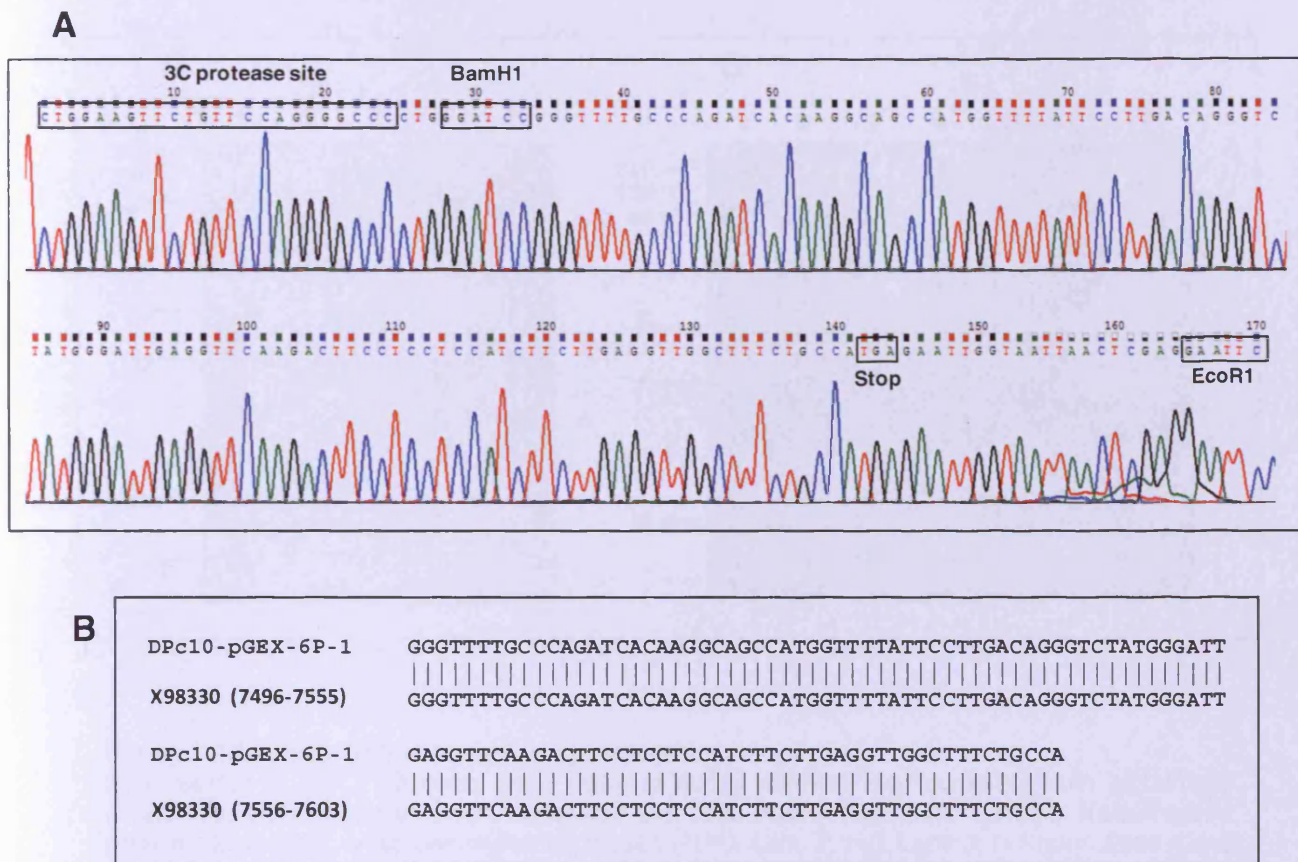 A
3C protease site BamH1
10 20 30 40 50 60 70 80
CTGGAAGTTCTGTTCCAGGGGCCCCTGGGATCCGGGTTTTGCCCAGATCACAAGGCAGCCATGGTTTTATTCCTTGACAGGGTC
90 100 110 120 130 140 150 160 170
TATGGGATTGAGGTTCAAGACTTCCTCCTCCATCTTCTTGAGGTTGGCTTTCTGCCATGAGAATTGGTAATTAACTCGAGGAATTC
Stop EcoR1
B
DPc10-pGEX-6P-1 GGGTTTTGCCCAGATCACAAGGCAGCCATGGTTTTATTCCTTGACAGGGTCTATGGGATT
X98330 (7496-7555) GGGTTTTGCCCAGATCACAAGGCAGCCATGGTTTTATTCCTTGACAGGGTCTATGGGATT
DPc10-pGEX-6P-1 GAGGTTCAAGACTTCCTCCTCCATCTTCTTGAGGTTGGCTTTCTGCCA
X98330 (7556-7603) GAGGTTCAAGACTTCCTCCTCCATCTTCTTGAGGTTGGCTTTCTGCCA